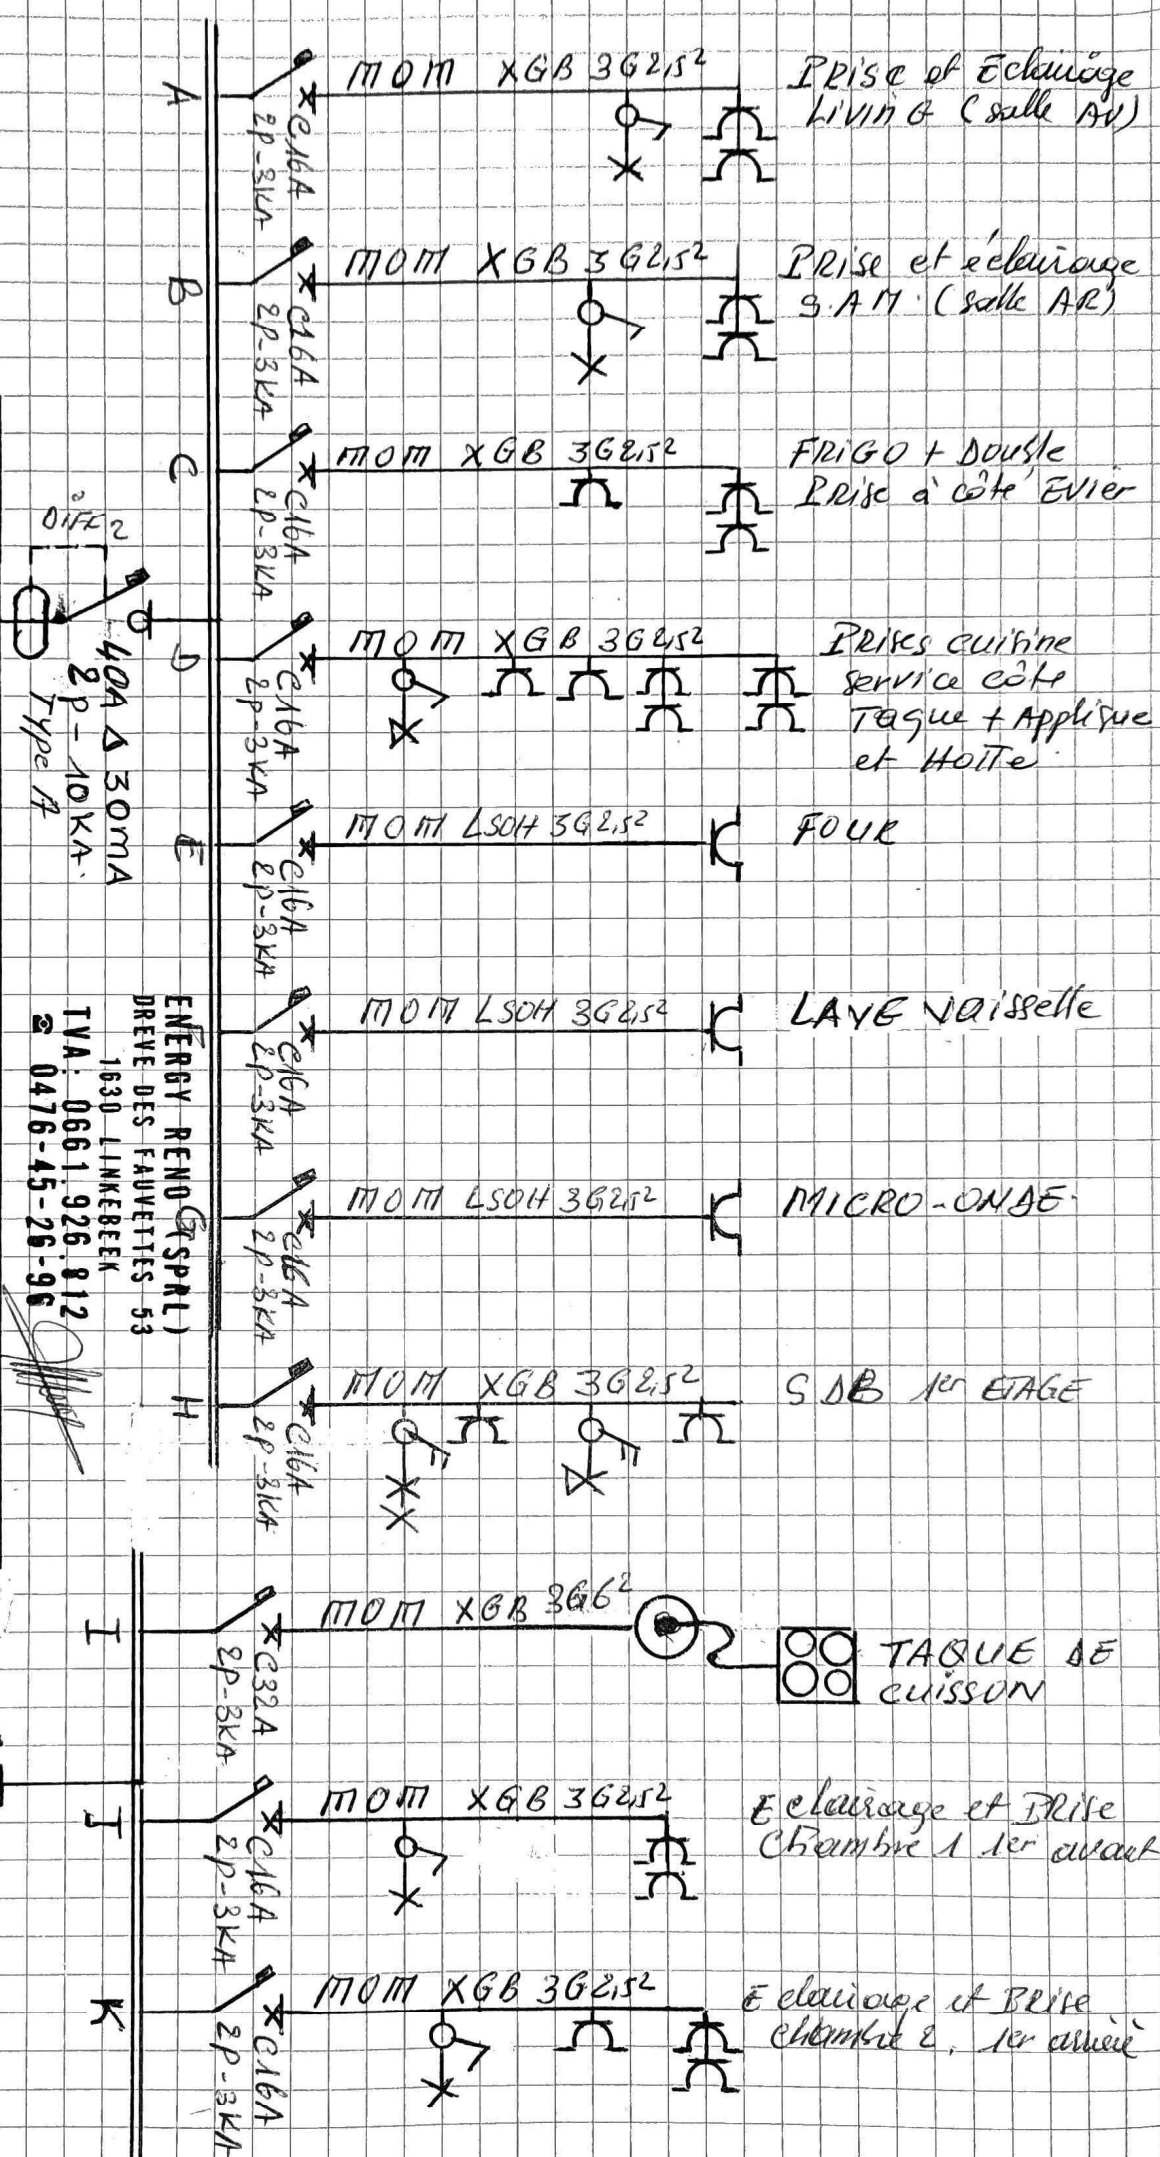 A
C16A
2P-3KA
MOM XGB 3G2,5²
PRISE et Eclairage
LIVING (salle AV)
B
C16A
2P-3KA
MOM XGB 3G2,5²
PRISE et éclairage
S.A.M. (salle AR)
C
C16A
2P-3KA
MOM XGB 3G2,5²
FRIGO + Double
PRISE à côté EVIER
DIFF 2
40A Δ 30mA
2P-10KA.
Type A
D
C16A
2P-3KA
MOM XGB 3G2,5²
PRISES cuisine
service côté
Taque + Applique
et HOTTE
E
C16A
2P-3KA
MOM LSOH 3G2,5²
FOUR
C16A
2P-3KA
MOM LSOH 3G2,5²
LAVE VAISSELLE
G
C16A
2P-3KA
MOM LSOH 3G2,5²
MICRO-ONDE
ENERGY RENO (SPRL)
DREVE DES FAUVETTES 53
1630 LINKEBEEK
TVA: 0661.926.812
☎ 0476-45-26-96
H
C16A
2P-3KA
MOM XGB 3G2,5²
SDB 1er ETAGE
I
C32A
2P-3KA
MOM XGB 3G6²
TAQUE DE
CUISSON
J
C16A
2P-3KA
MOM XGB 3G2,5²
Eclairage et PRISE
Chambre 1 1er avant
K
C16A
2P-3KA
MOM XGB 3G2,5²
Eclairage et PRISE
Chambre 2, 1er arrière